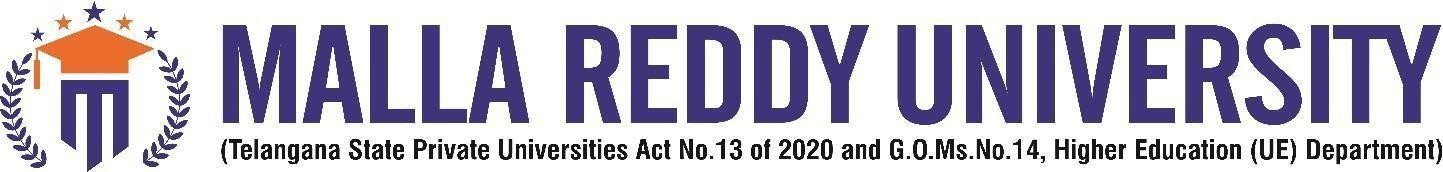 MALLA REDDY UNIVERSITY
(Telangana State Private Universities Act No.13 of 2020 and G.O.Ms.No.14, Higher Education (UE) Department)